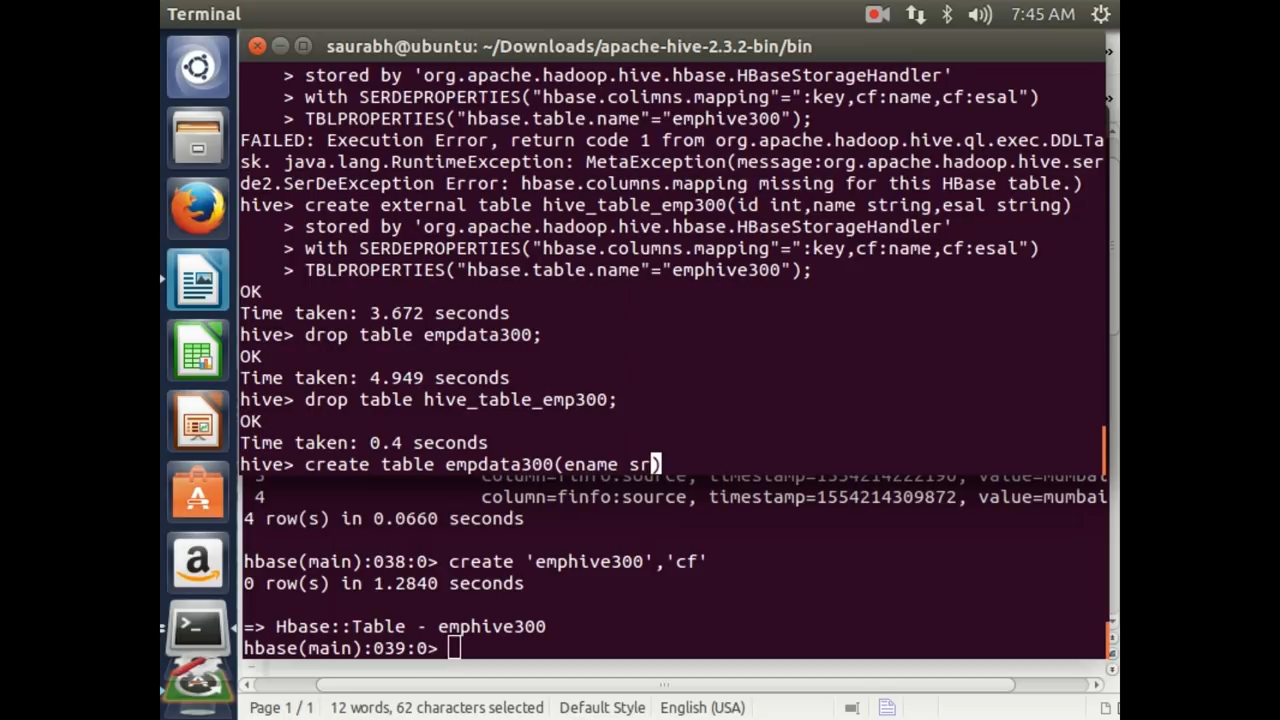 Terminal
7:45 AM
saurabh@ubuntu: ~/Downloads/apache-hive-2.3.2-bin/bin
> stored by 'org.apache.hadoop.hive.hbase.HBaseStorageHandler'
> with SERDEPROPERTIES("hbase.colimns.mapping"=":key,cf:name,cf:esal")
> TBLPROPERTIES("hbase.table.name"="emphive300");
FAILED: Execution Error, return code 1 from org.apache.hadoop.hive.ql.exec.DDLTa
sk. java.lang.RuntimeException: MetaException(message:org.apache.hadoop.hive.ser
de2.SerDeException Error: hbase.columns.mapping missing for this HBase table.)
hive> create external table hive_table_emp300(id int,name string,esal string)
> stored by 'org.apache.hadoop.hive.hbase.HBaseStorageHandler'
> with SERDEPROPERTIES("hbase.columns.mapping"=":key,cf:name,cf:esal")
> TBLPROPERTIES("hbase.table.name"="emphive300");
OK
Time taken: 3.672 seconds
hive> drop table empdata300;
OK
Time taken: 4.949 seconds
hive> drop table hive_table_emp300;
OK
Time taken: 0.4 seconds
hive> create table empdata300(ename sr)
3 column=finfo:source, timestamp=1554214222196, value=mumbai
4 column=finfo:source, timestamp=1554214309872, value=mumbai
4 row(s) in 0.0660 seconds
hbase(main):038:0> create 'emphive300','cf'
0 row(s) in 1.2840 seconds
=> Hbase::Table - emphive300
hbase(main):039:0>
Page 1 / 1 12 words, 62 characters selected Default Style English (USA)